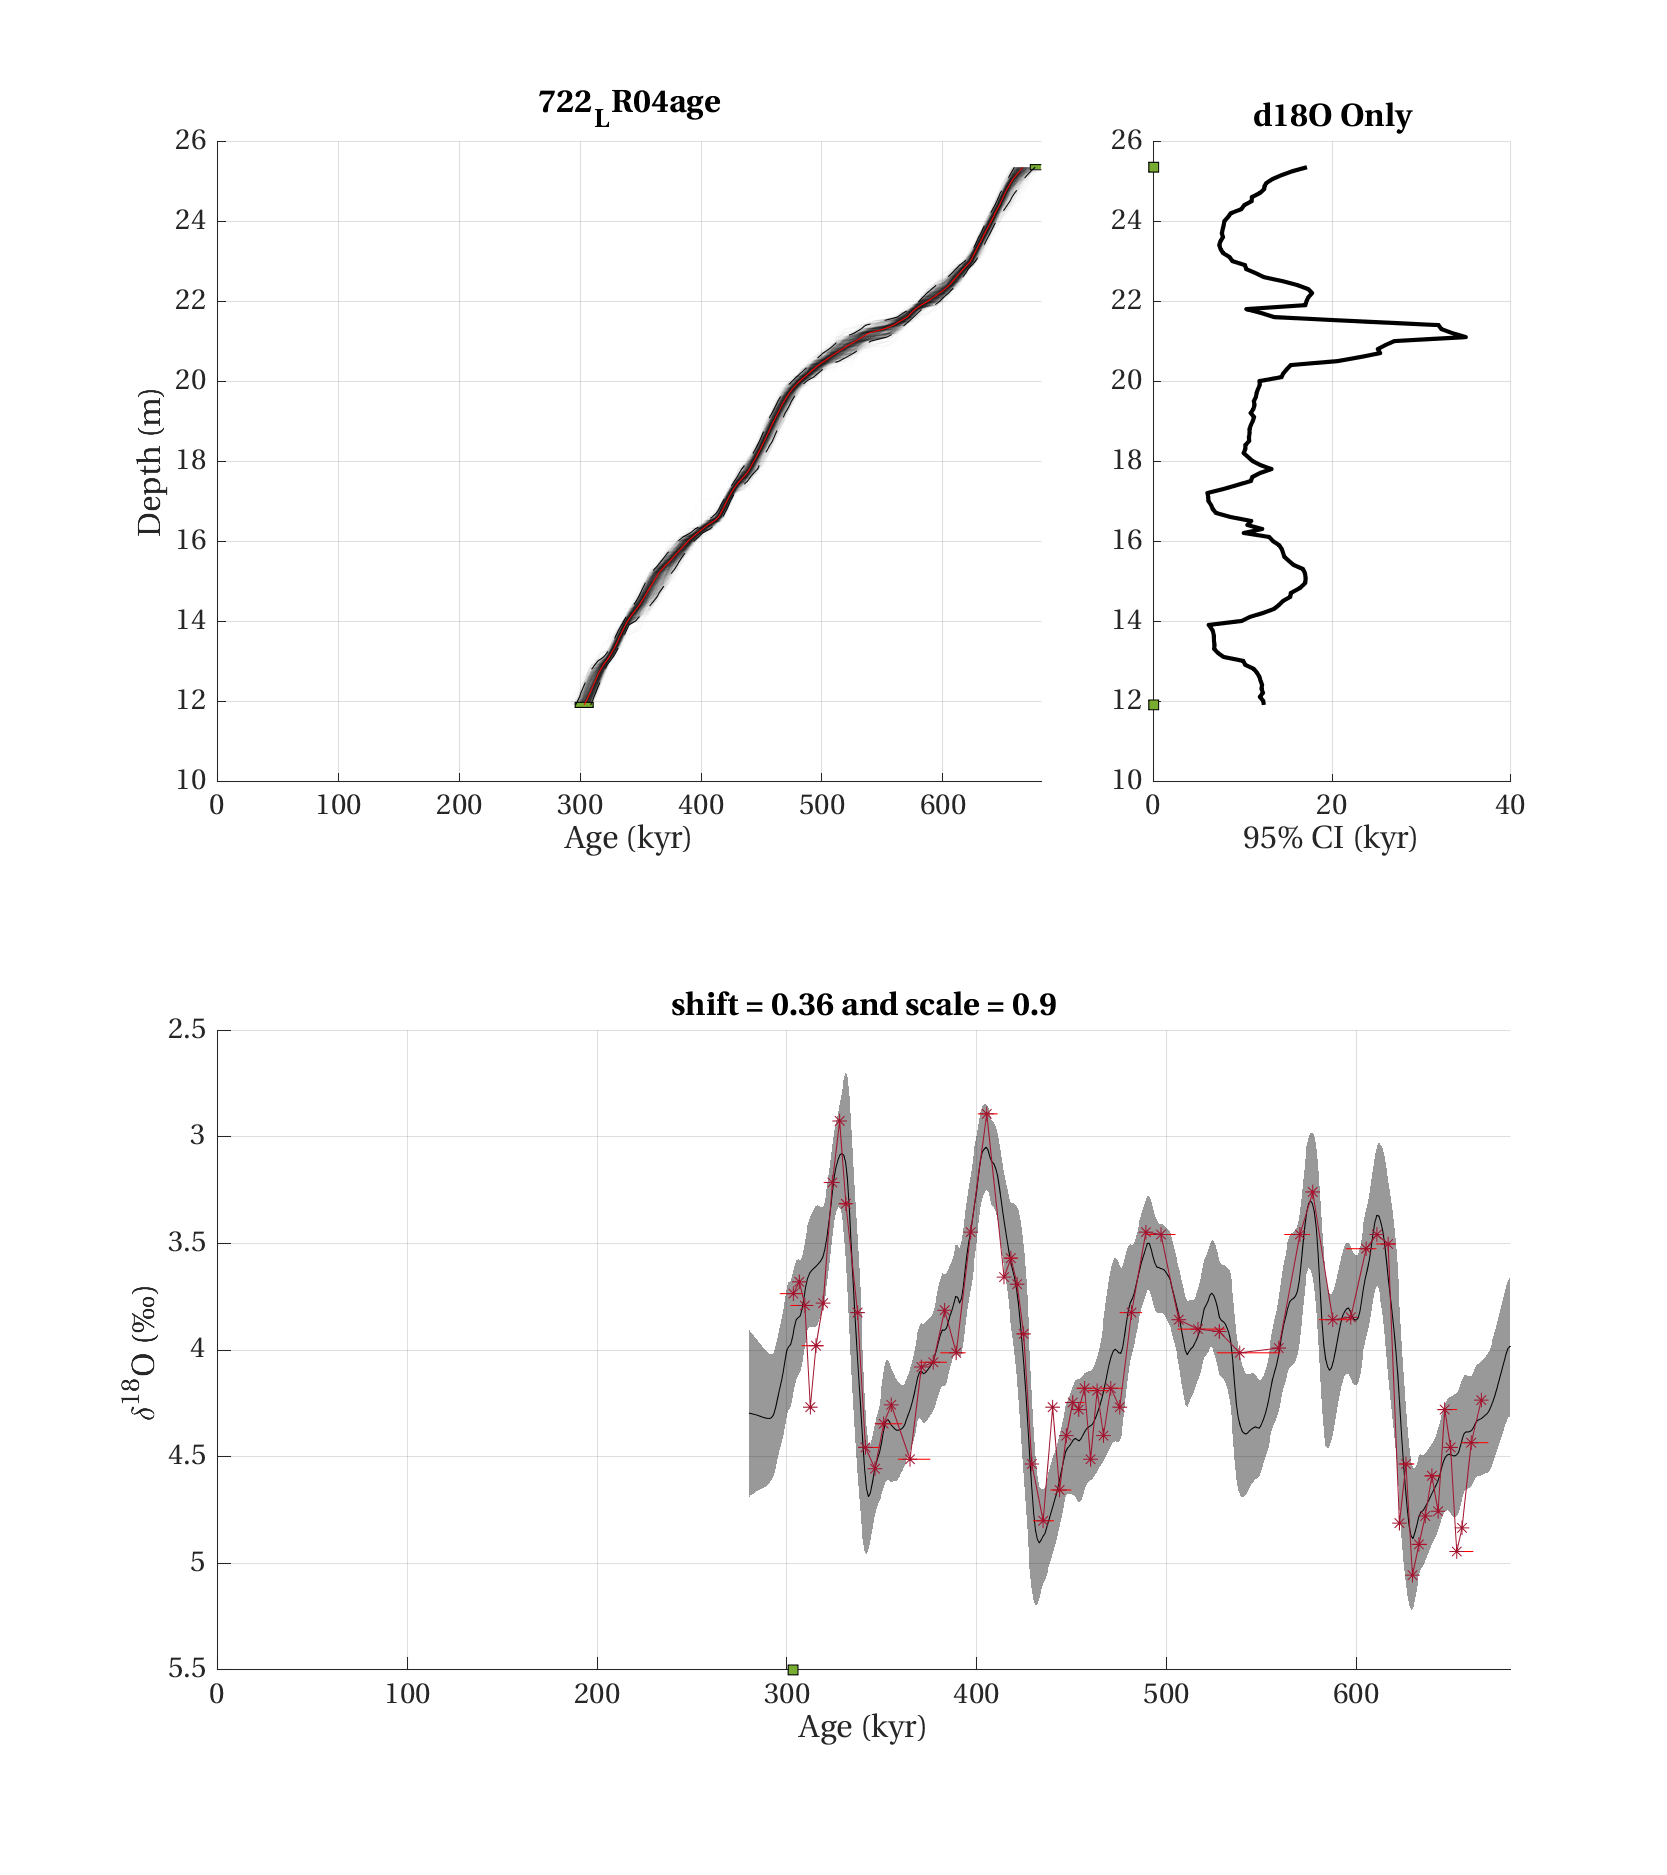 722_LR04age
26
24
22
20
18
16
14
12
10
Depth (m)
0 100 200 300 400 500 600
Age (kyr)
d18O Only
26
24
22
20
18
16
14
12
10
0 20 40
95% CI (kyr)
shift = 0.36 and scale = 0.9
2.5
3
3.5
4
4.5
5
5.5
δ¹⁸O (‰)
0 100 200 300 400 500 600
Age (kyr)